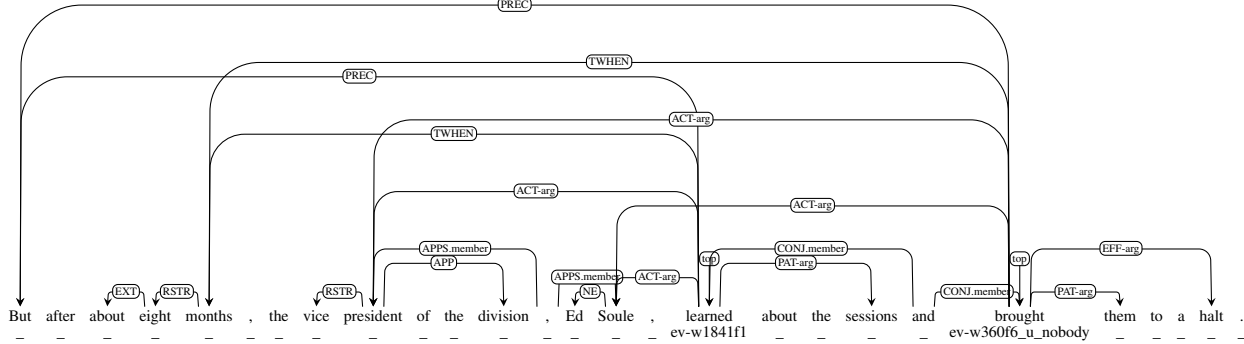 PREC
TWHEN
PREC
ACT-arg
TWHEN
ACT-arg
ACT-arg
APPS.member CONJ.member EFF-arg
APP top PAT-arg top
APPS.member ACT-arg
EXT RSTR RSTR NE CONJ.member PAT-arg
But after about eight months , the vice president of the division , Ed Soule , learned about the sessions and brought them to a halt .
_ _ _ _ _ _ _ _ _ _ _ _ _ _ _ _ ev-w1841f1 _ _ _ _ ev-w360f6_u_nobody _ _ _ _ _